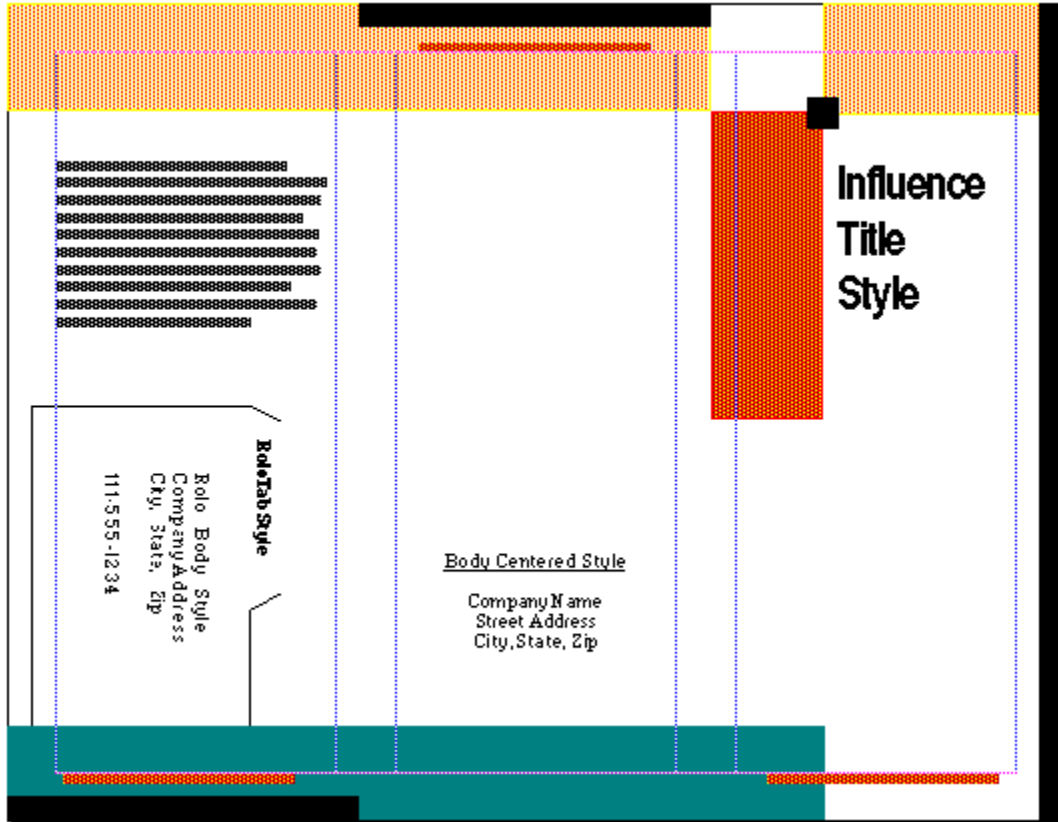 Influence
Title
Style
Rolo Tab Style
Rolo Body Style
Company Address
City, State, Zip
111-555-1234
Body Centered Style
Company Name
Street Address
City, State, Zip